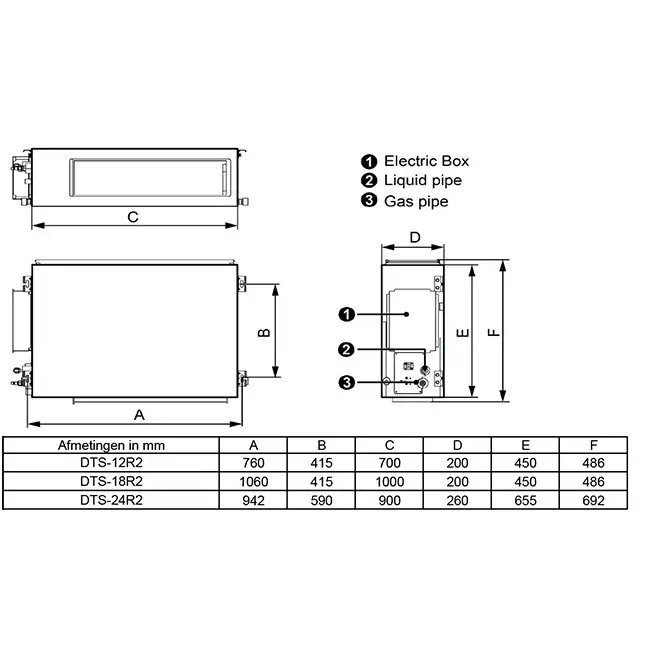 1 Electric Box
2 Liquid pipe
3 Gas pipe
C
D
1
2
3
B
E
F
A
Afmetingen in mm A B C D E F
DTS-12R2 760 415 700 200 450 486
DTS-18R2 1060 415 1000 200 450 486
DTS-24R2 942 590 900 260 655 692